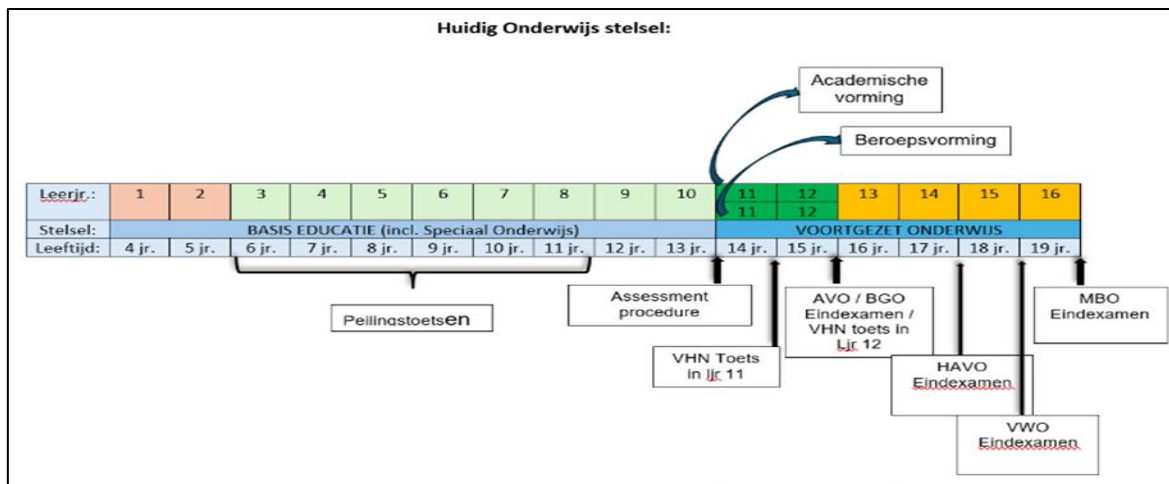 Huidig Onderwijs stelsel:
Academische
vorming
Beroepsvorming
Leerjr.: 1 2 3 4 5 6 7 8 9 10 11 12 13 14 15 16
11 12
Stelsel: BASIS EDUCATIE (incl. Speciaal Onderwijs) VOORTGEZET ONDERWIJS
Leeftijd: 4 jr. 5 jr. 6 jr. 7 jr. 8 jr. 9 jr. 10 jr. 11 jr. 12 jr. 13 jr. 14 jr. 15 jr. 16 jr. 17 jr. 18 jr. 19 jr.
Peilingstoetsen
Assessment
procedure
VHN Toets
in ljr 11
AVO / BGO
Eindexamen /
VHN toets in
Ljr 12
HAVO
Eindexamen
VWO
Eindexamen
MBO
Eindexamen